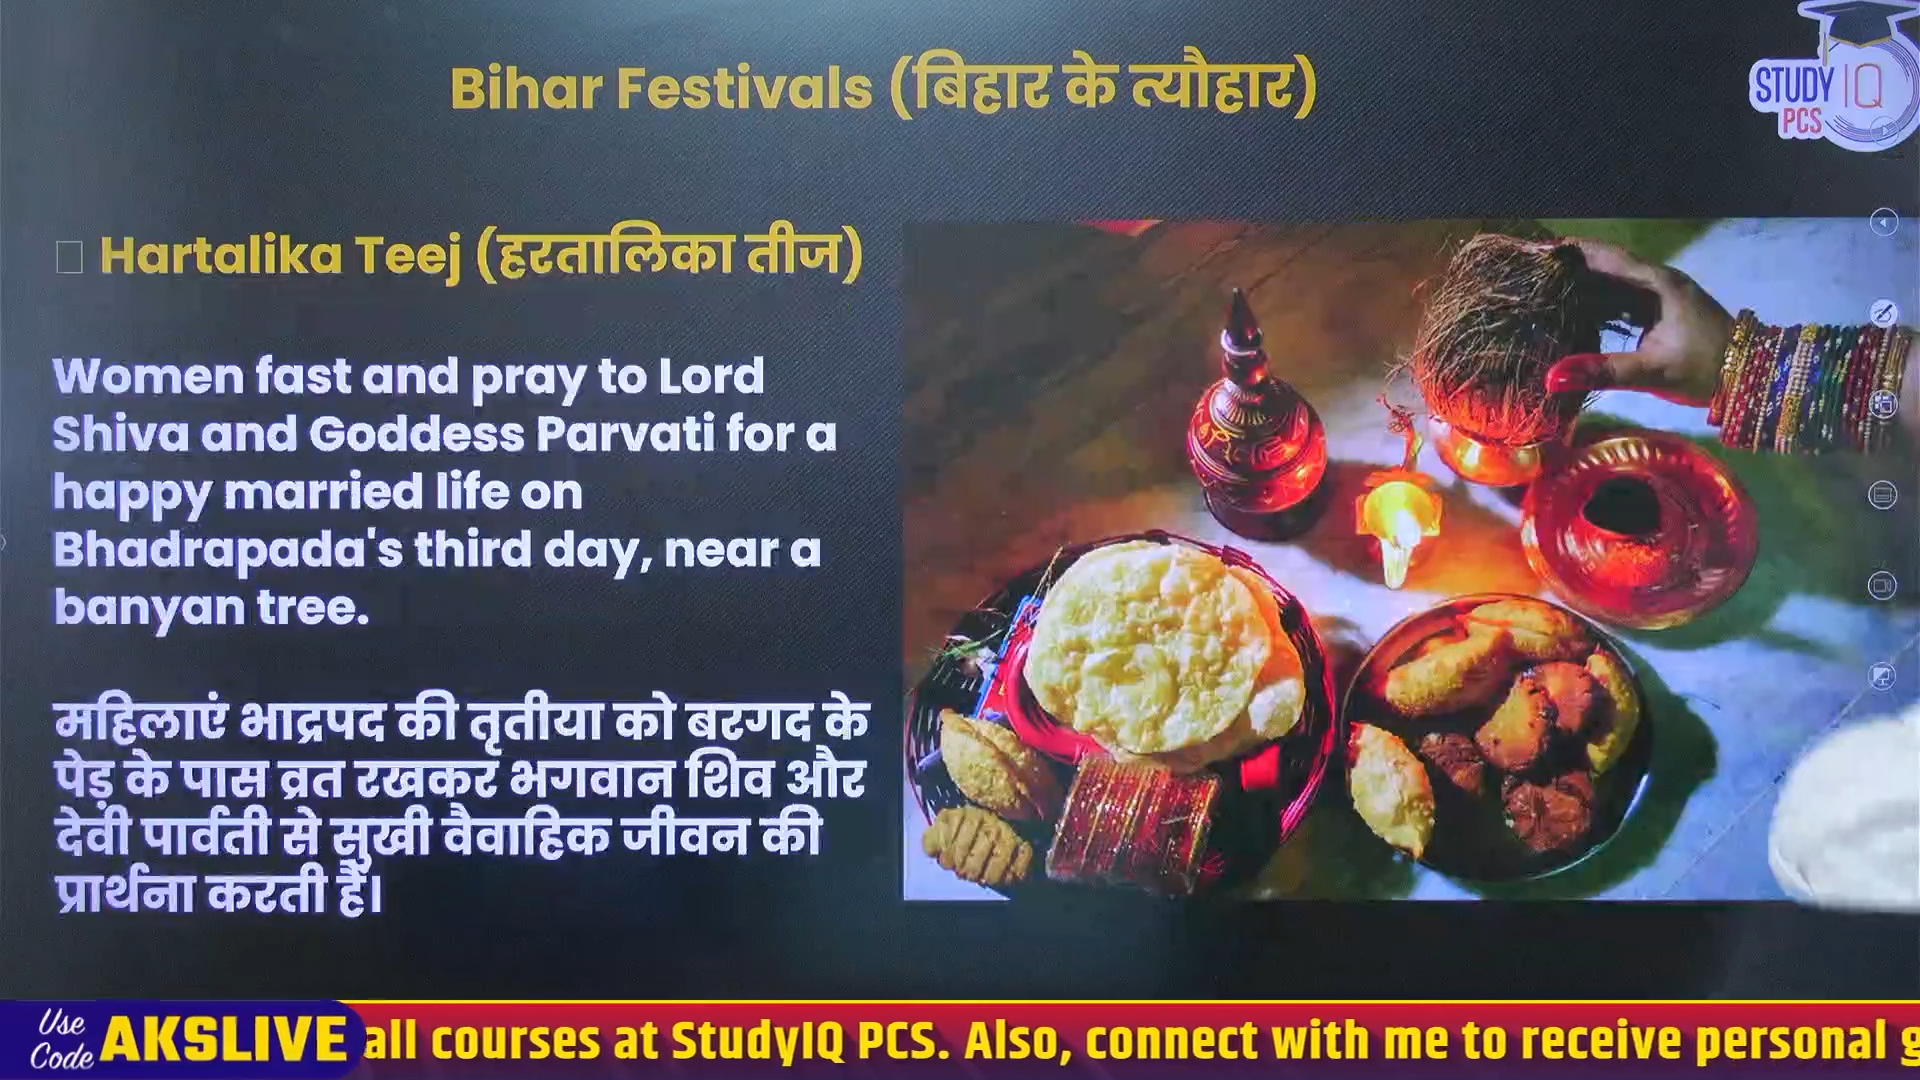 Bihar Festivals (बिहार के त्यौहार)
STUDY IQ
PCS
Hartalika Teej (हरतालिका तीज)
Women fast and pray to Lord
Shiva and Goddess Parvati for a
happy married life on
Bhadrapada's third day, near a
banyan tree.
महिलाएं भाद्रपद की तृतीया को बरगद के
पेड़ के पास व्रत रखकर भगवान शिव और
देवी पार्वती से सुखी वैवाहिक जीवन की
प्रार्थना करती हैं।
Use
Code AKSLIVE all courses at StudyIQ PCS. Also, connect with me to receive personal g